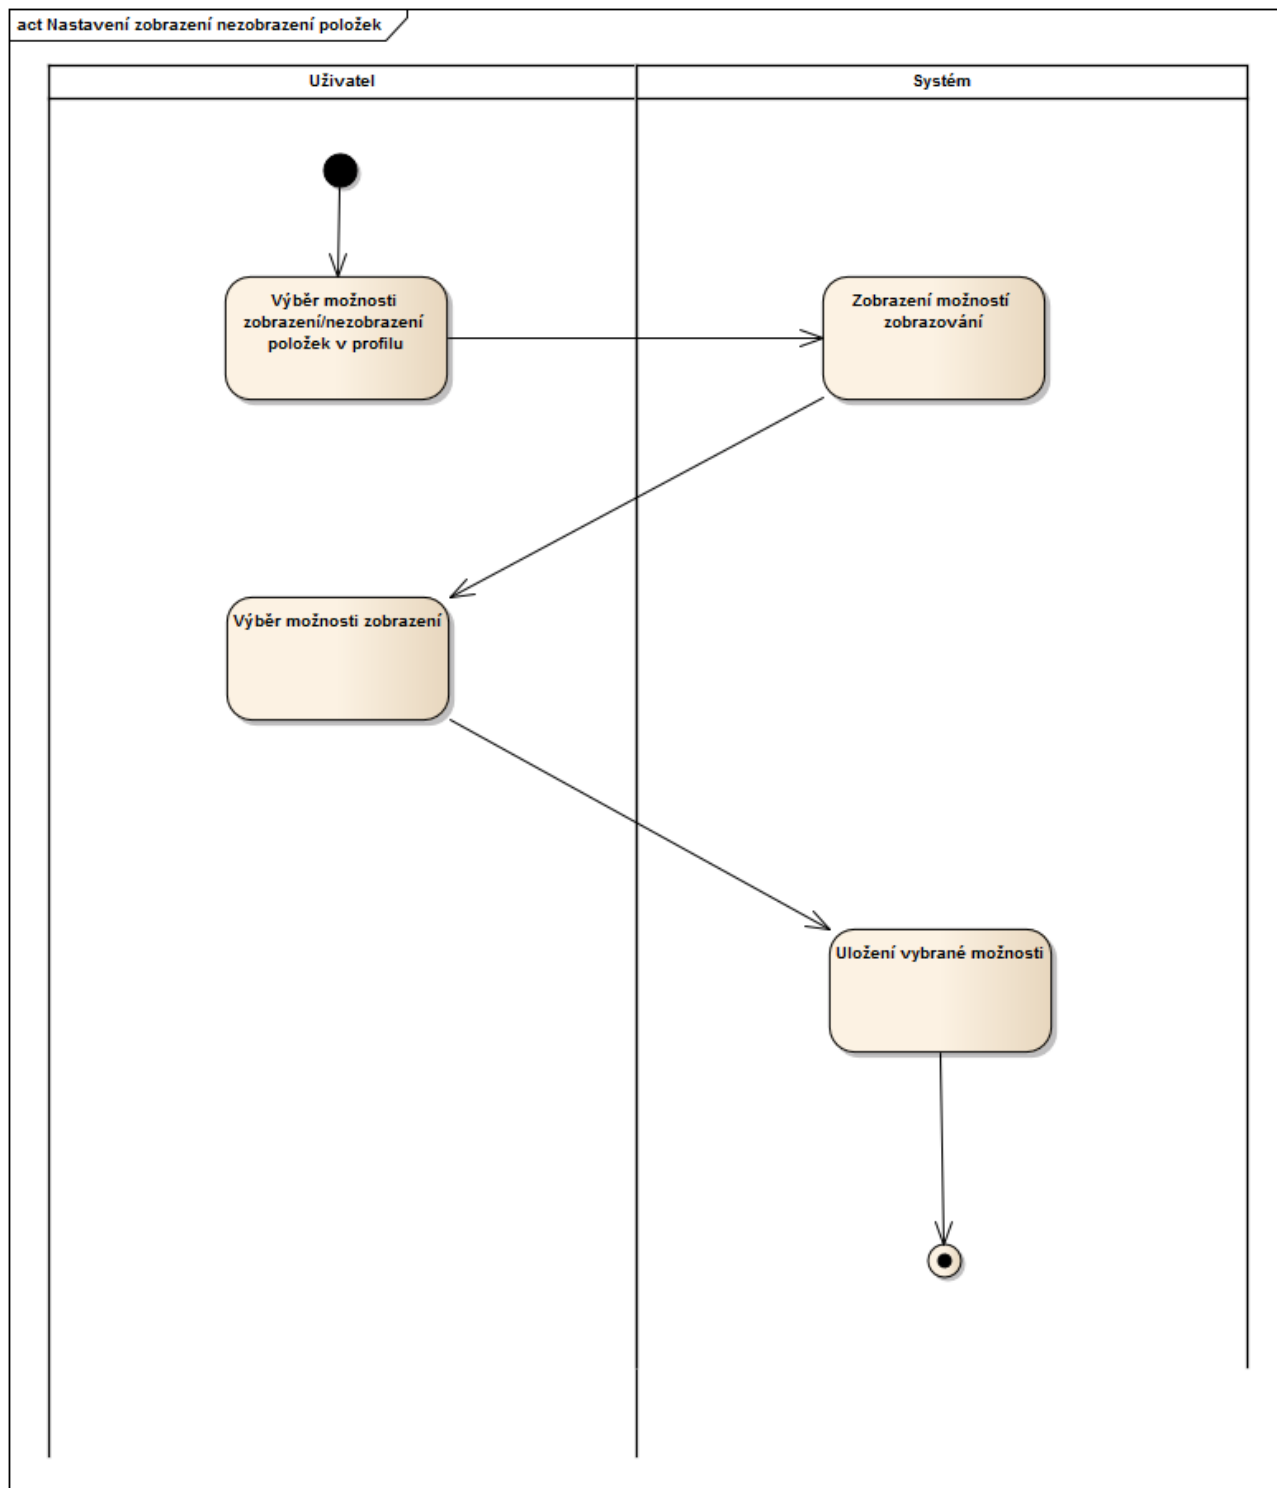 act Nastavení zobrazení nezobrazení položek
Uživatel
Systém
Výběr možnosti
zobrazení/nezobrazení
položek v profilu
Zobrazení možností
zobrazování
Výběr možnosti zobrazení
Uložení vybrané možnosti